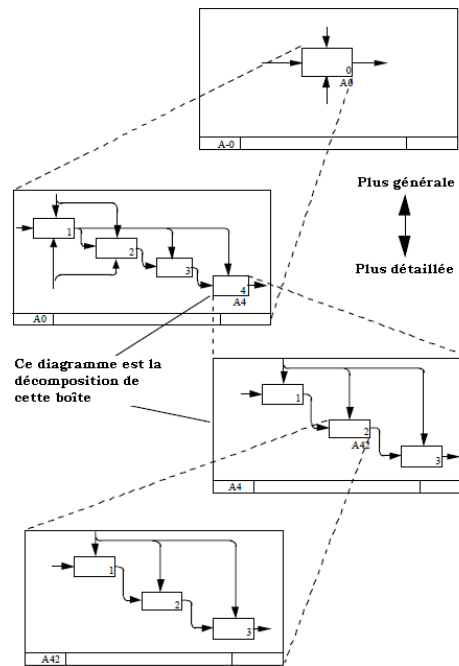 0
A0
A-0
Plus générale
Plus détaillée
1
2
3
4
A4
A0
Ce diagramme est la
décomposition de
cette boîte
1
2
A42
3
A4
1
2
3
A42